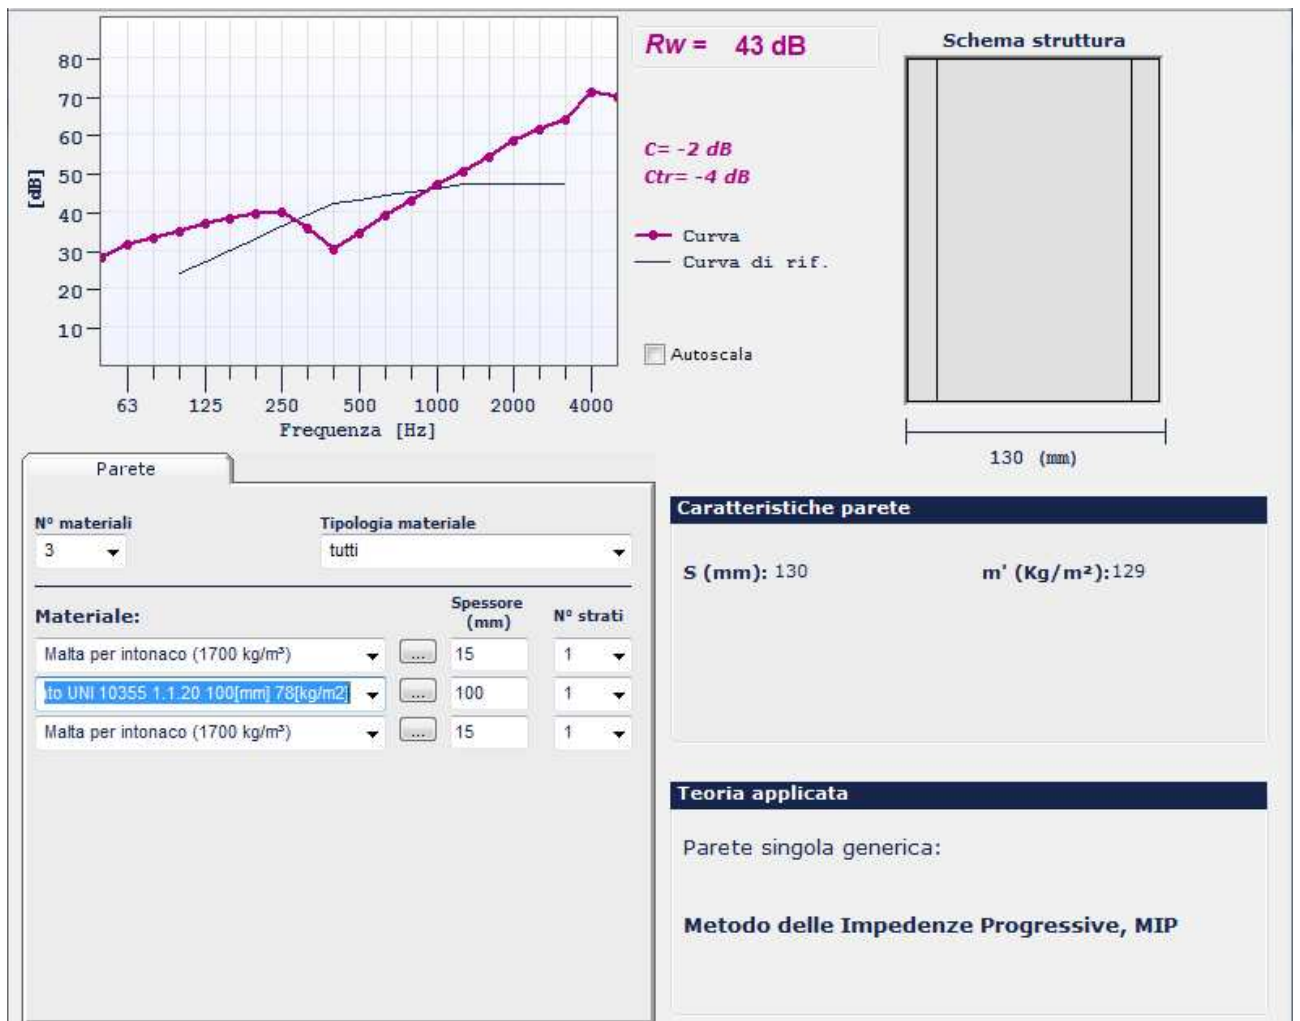 Rw = 43 dB
Schema struttura
80
70
60
50
40
30
20
10
[dB]
C= -2 dB
Ctr= -4 dB
Curva
Curva di rif.
Autoscala
63 125 250 500 1000 2000 4000
Frequenza [Hz]
130 (mm)
Parete
N° materiali
Tipologia materiale
3
tutti
Materiale:
Spessore
(mm)
N° strati
Malta per intonaco (1700 kg/m³) ... 15 1
to UNI 10355 1.1.20 100[mm] 78[kg/m2] ... 100 1
Malta per intonaco (1700 kg/m³) ... 15 1
Caratteristiche parete
S (mm): 130 m' (Kg/m²):129
Teoria applicata
Parete singola generica:
Metodo delle Impedenze Progressive, MIP